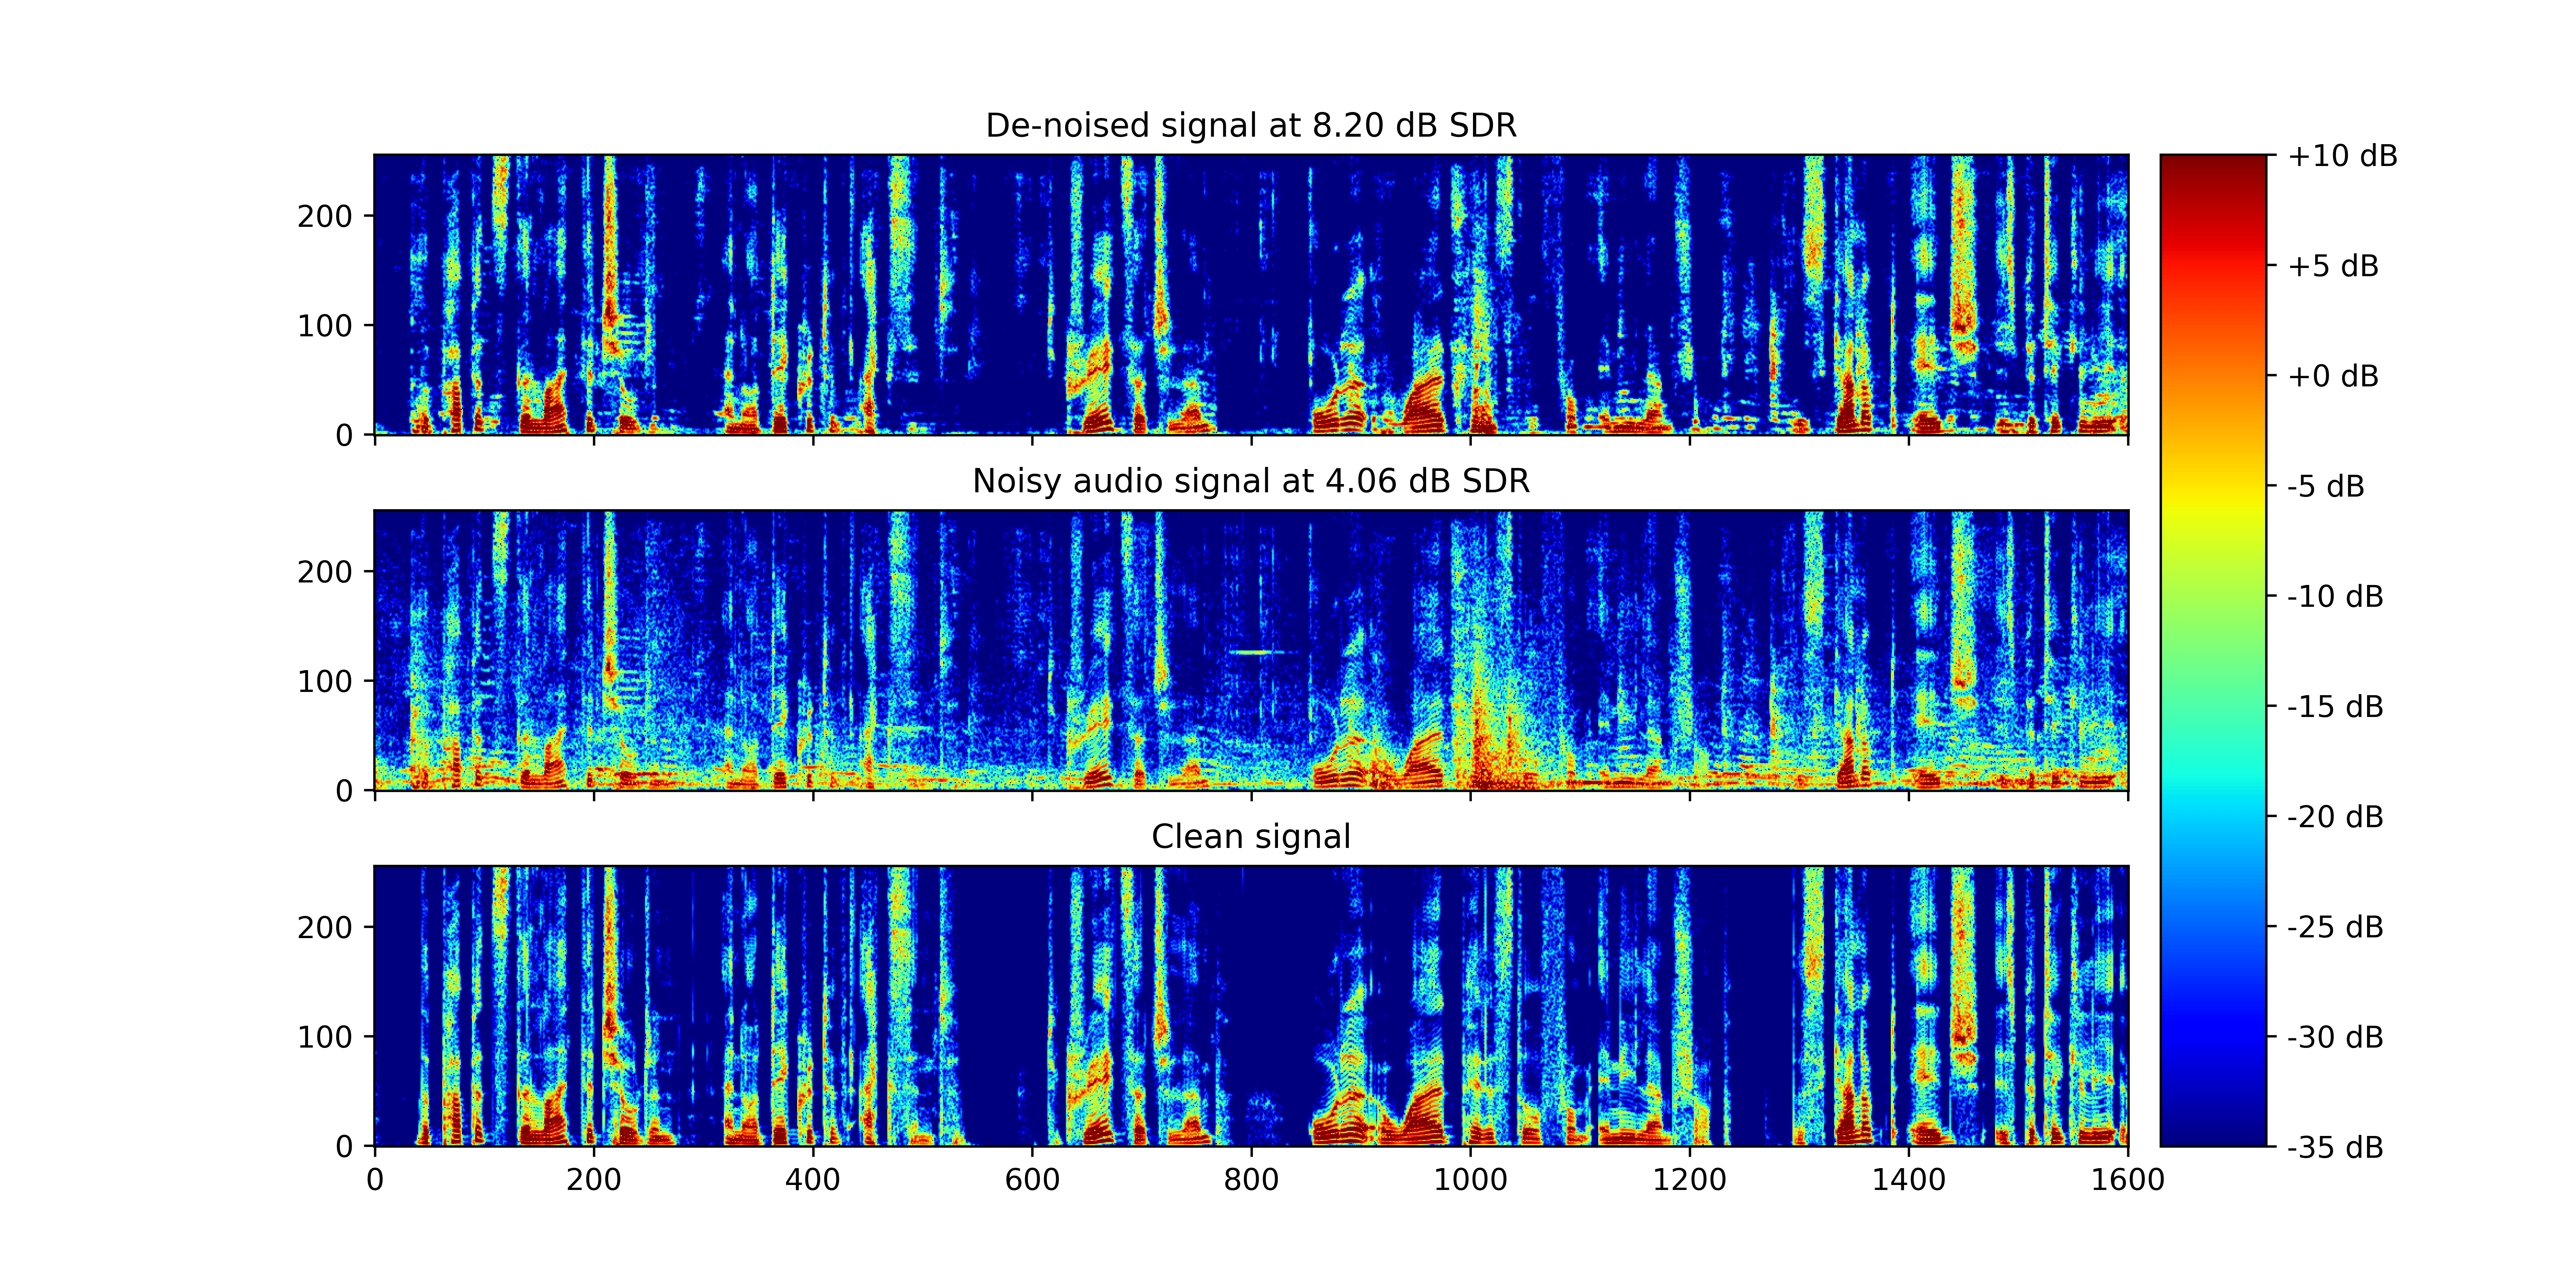 De-noised signal at 8.20 dB SDR
200
100
0
Noisy audio signal at 4.06 dB SDR
200
100
0
Clean signal
200
100
0
0 200 400 600 800 1000 1200 1400 1600
+10 dB
+5 dB
+0 dB
-5 dB
-10 dB
-15 dB
-20 dB
-25 dB
-30 dB
-35 dB